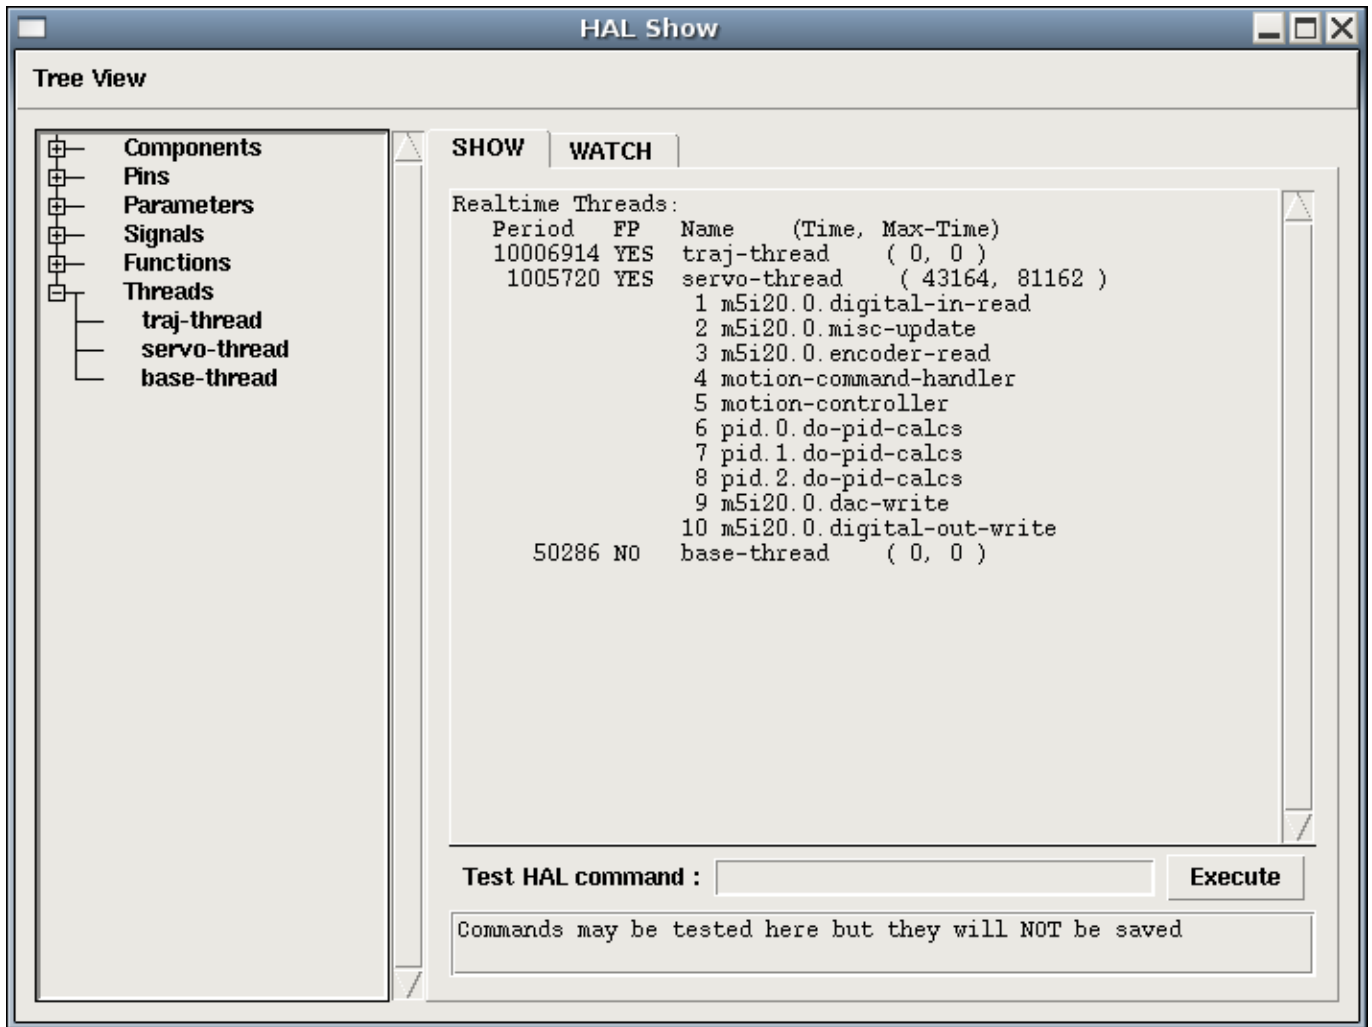 HAL Show
Tree View
Components
Pins
Parameters
Signals
Functions
Threads
traj-thread
servo-thread
base-thread
SHOW WATCH
Realtime Threads:
Period FP Name (Time, Max-Time)
10006914 YES traj-thread ( 0, 0 )
1005720 YES servo-thread ( 43164, 81162 )
1 m5i20.0.digital-in-read
2 m5i20.0.misc-update
3 m5i20.0.encoder-read
4 motion-command-handler
5 motion-controller
6 pid.0.do-pid-calcs
7 pid.1.do-pid-calcs
8 pid.2.do-pid-calcs
9 m5i20.0.dac-write
10 m5i20.0.digital-out-write
50286 NO base-thread ( 0, 0 )
Test HAL command : Execute
Commands may be tested here but they will NOT be saved